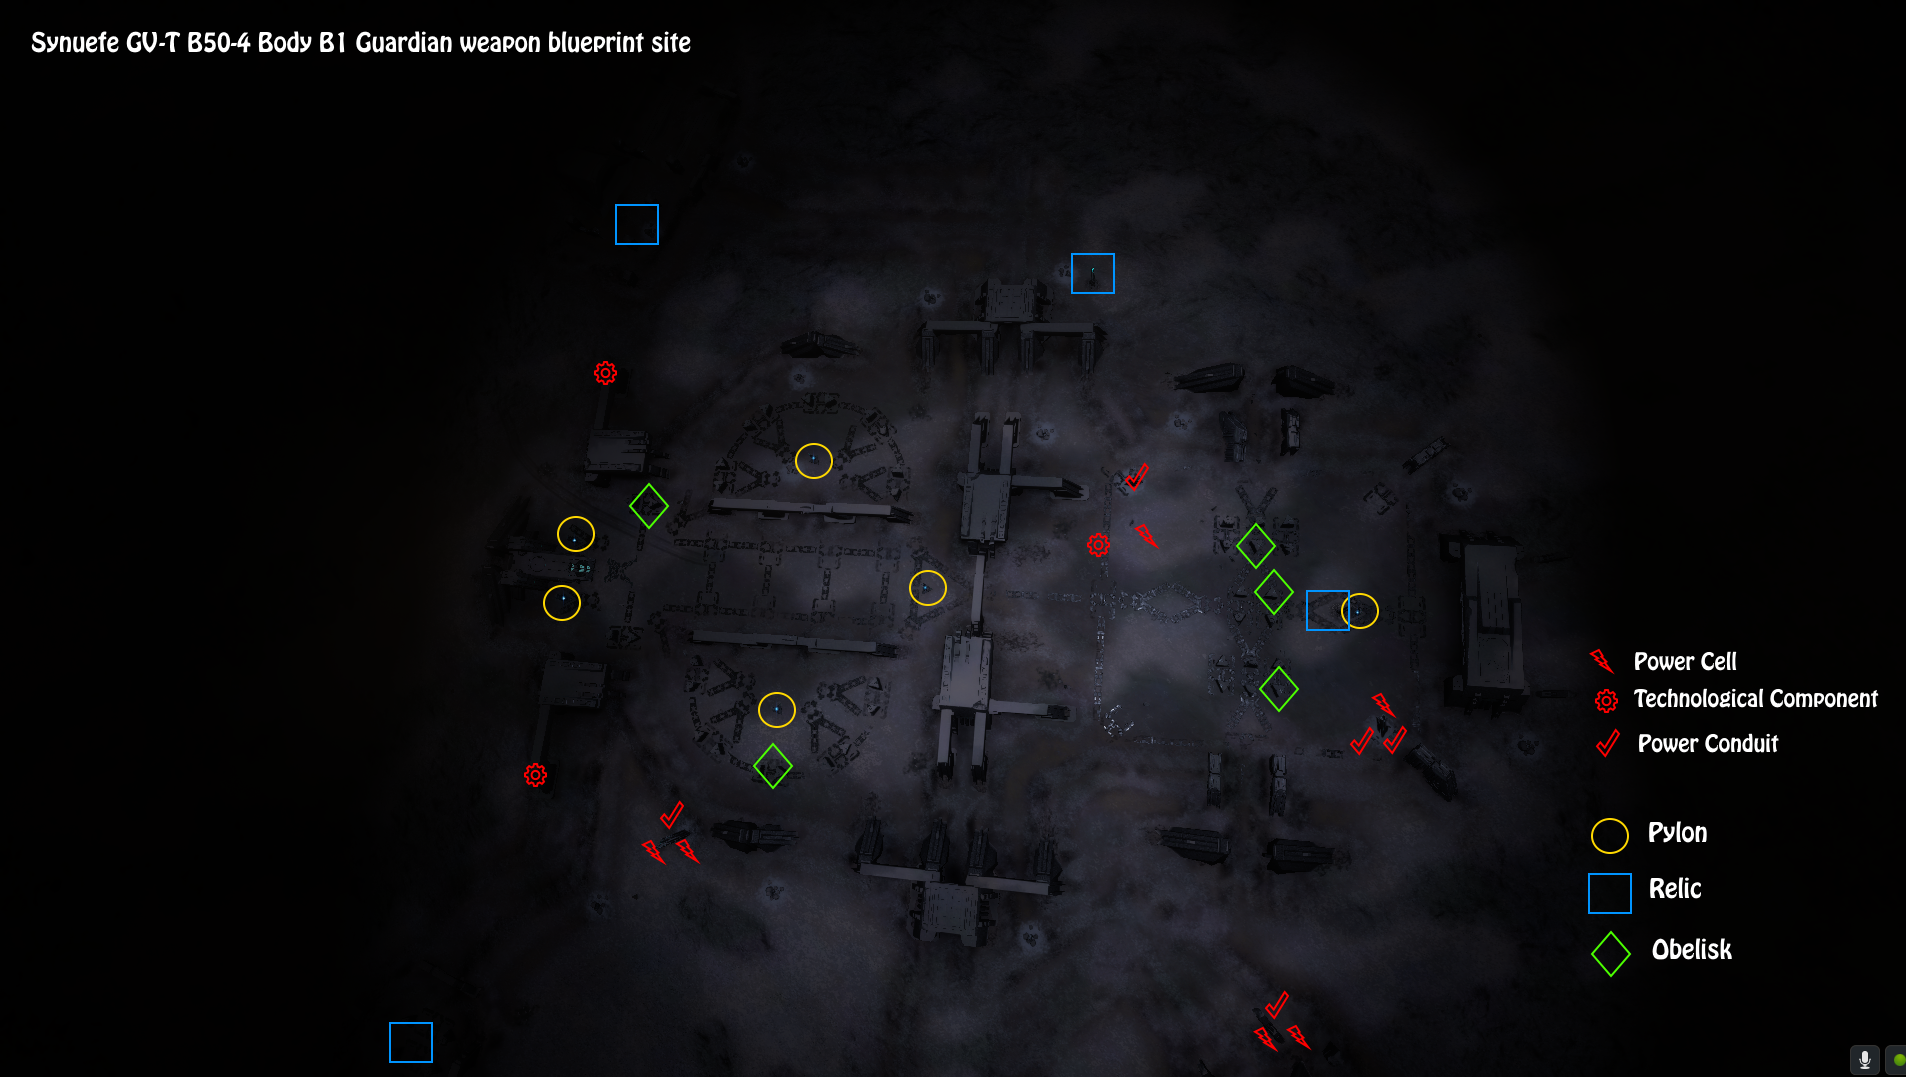 Synuefe GV-T B50-4 Body B1 Guardian weapon blueprint site
Power Cell
Technological Component
Power Conduit
Pylon
Relic
Obelisk